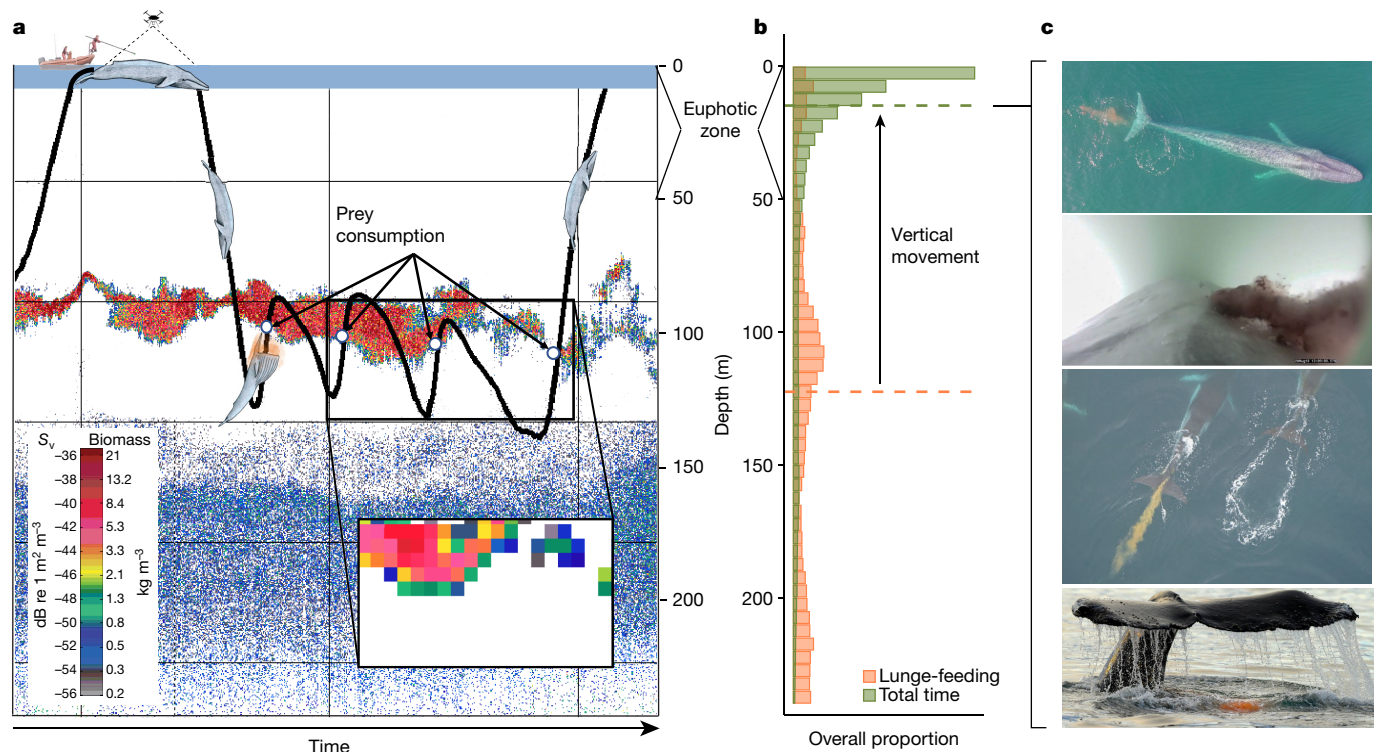 a
0
Euphotic
zone
50
Prey
consumption
100
150
200
Sv Biomass
−36 21
−38 13.2
−40 8.4
−42 5.3
−44 3.3
−46 2.1
−48 1.3
−50 0.8
−52 0.5
−54 0.3
−56 0.2
dB re 1 m² m⁻³
kg m⁻³
Time
b
0
50
100
150
200
Depth (m)
Vertical
movement
Lunge-feeding
Total time
Overall proportion
c